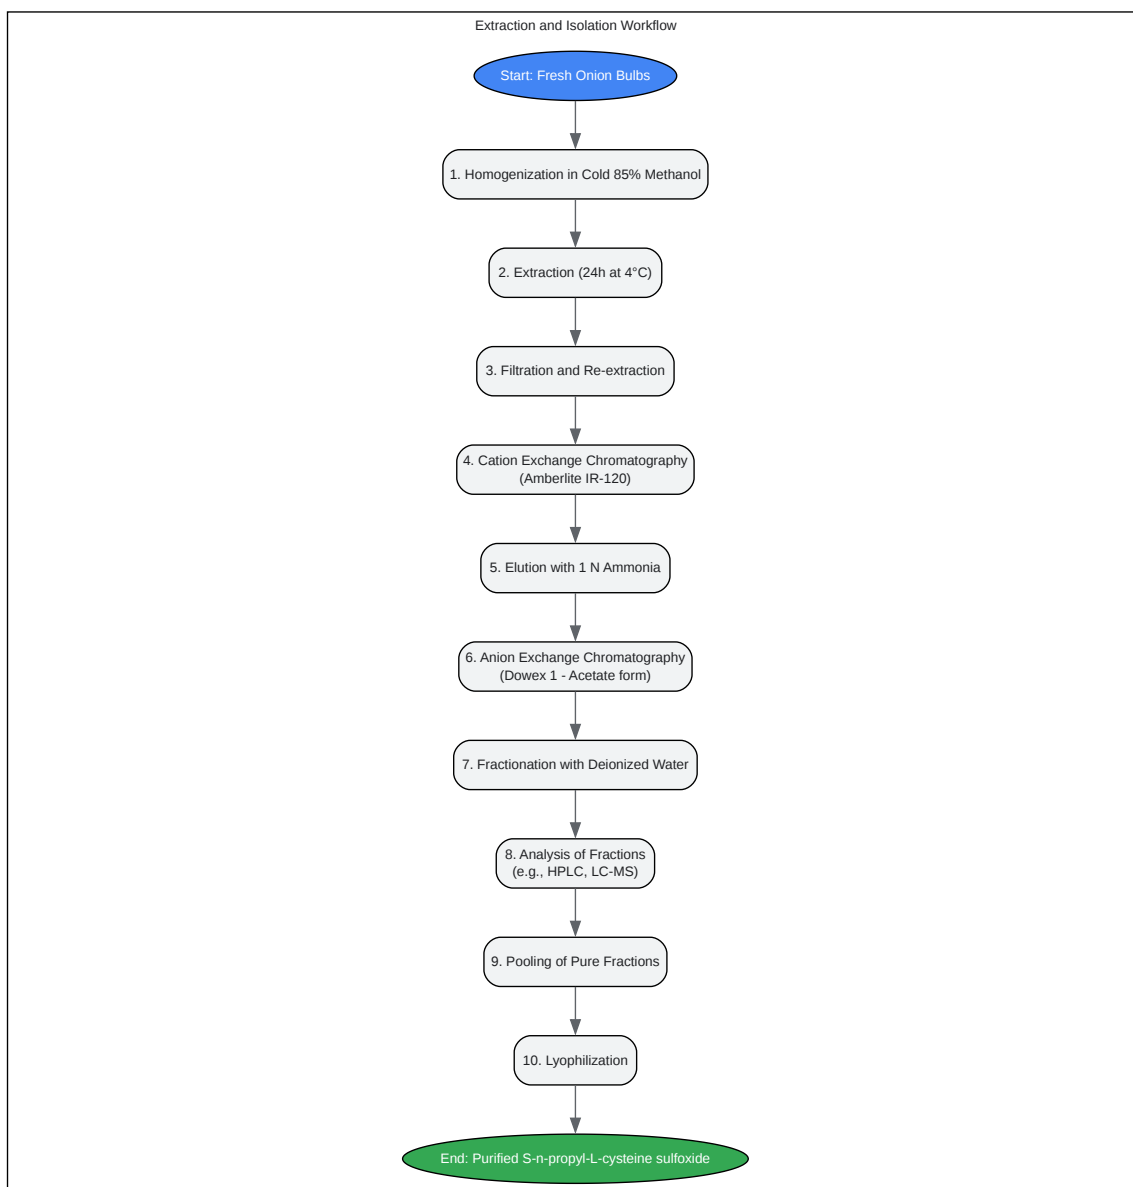 Extraction and Isolation Workflow
Start: Fresh Onion Bulbs
1. Homogenization in Cold 85% Methanol
2. Extraction (24h at 4°C)
3. Filtration and Re-extraction
4. Cation Exchange Chromatography
(Amberlite IR-120)
5. Elution with 1 N Ammonia
6. Anion Exchange Chromatography
(Dowex 1 - Acetate form)
7. Fractionation with Deionized Water
8. Analysis of Fractions
(e.g., HPLC, LC-MS)
9. Pooling of Pure Fractions
10. Lyophilization
End: Purified S-n-propyl-L-cysteine sulfoxide